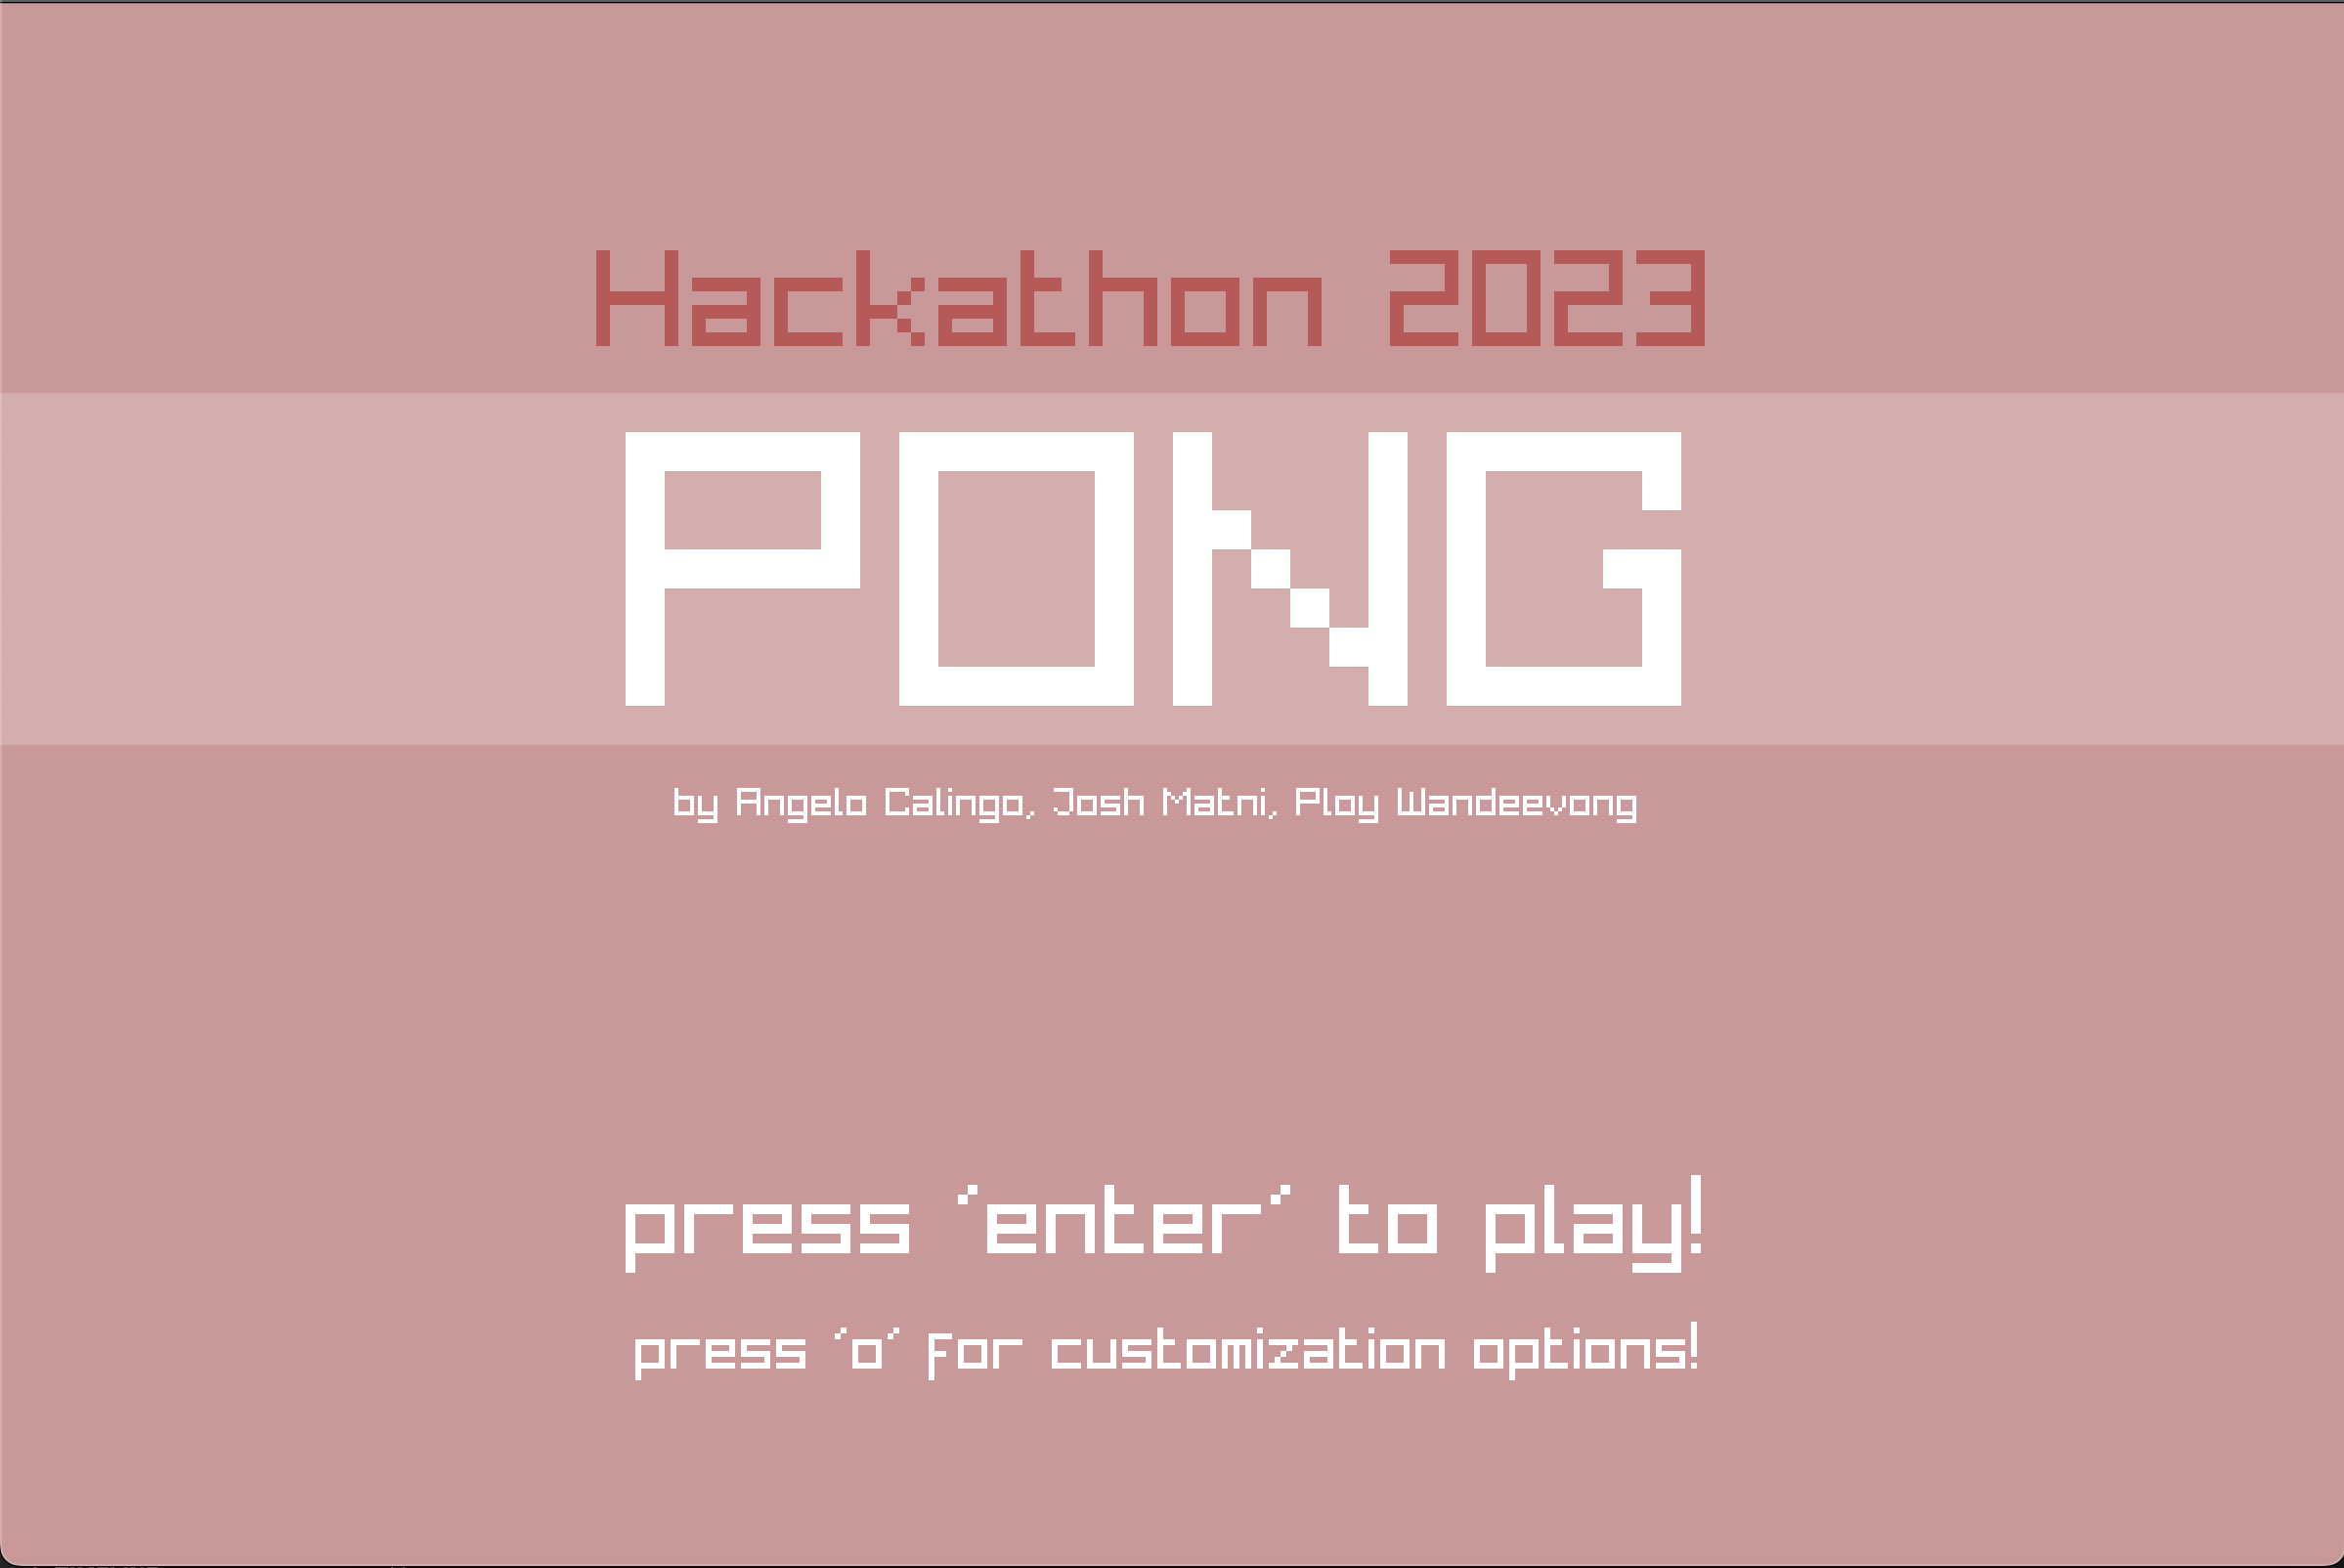 Hackathon 2023
PONG
by Angelo Calingo, Josh Matni, Ploy Wandeevong
press 'enter' to play!
press 'o' for customization options!